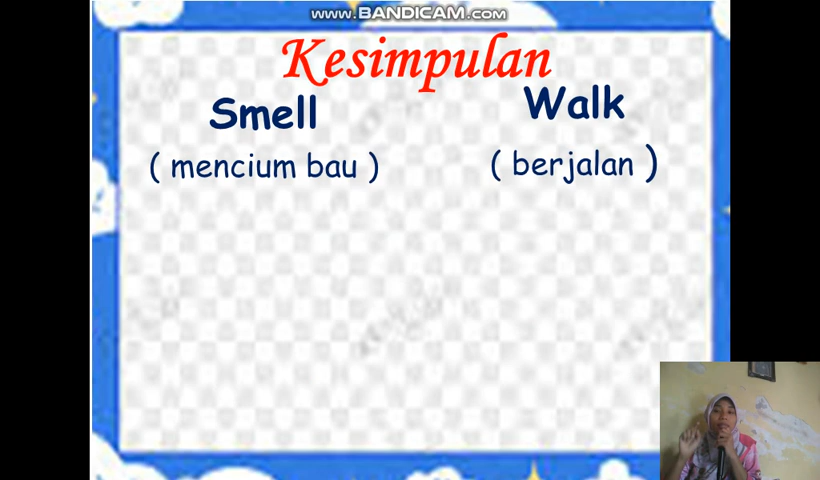 WWW.BANDICAM.COM
Kesimpulan
Smell
Walk
( mencium bau )
( berjalan )